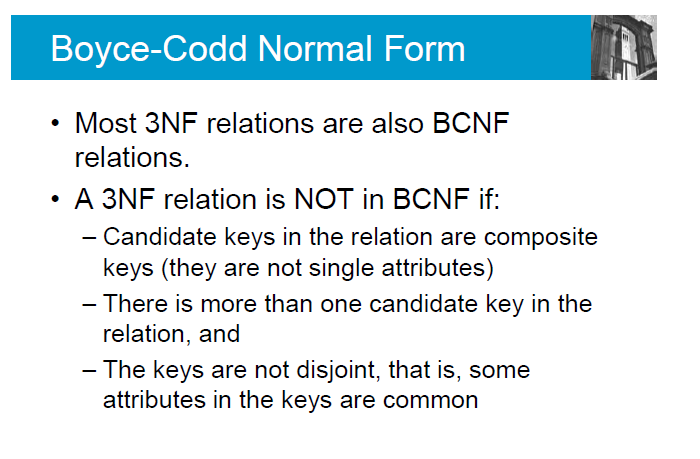 Boyce-Codd Normal Form
• Most 3NF relations are also BCNF
relations.
• A 3NF relation is NOT in BCNF if:
– Candidate keys in the relation are composite
keys (they are not single attributes)
– There is more than one candidate key in the
relation, and
– The keys are not disjoint, that is, some
attributes in the keys are common